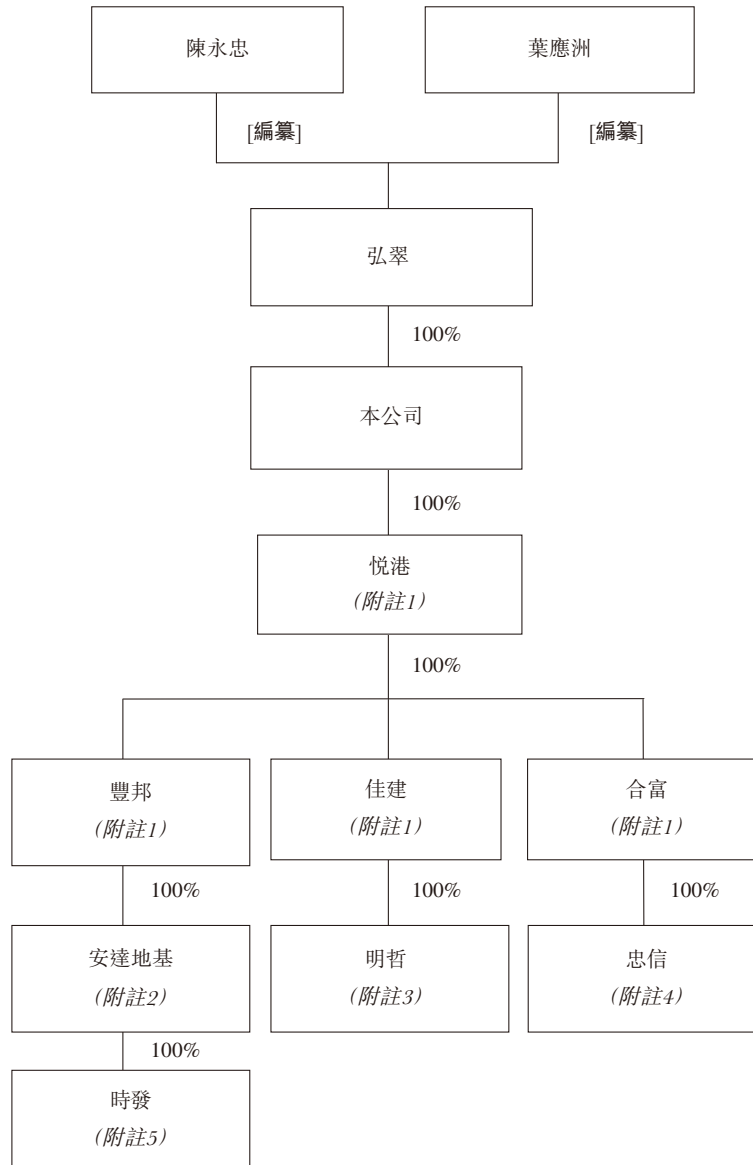 陳永忠
葉應洲
[編纂]
[編纂]
弘翠
100%
本公司
100%
悦港
(附註1)
100%
豐邦
(附註1)
佳建
(附註1)
合富
(附註1)
100%
100%
100%
安達地基
(附註2)
明哲
(附註3)
忠信
(附註4)
100%
時發
(附註5)